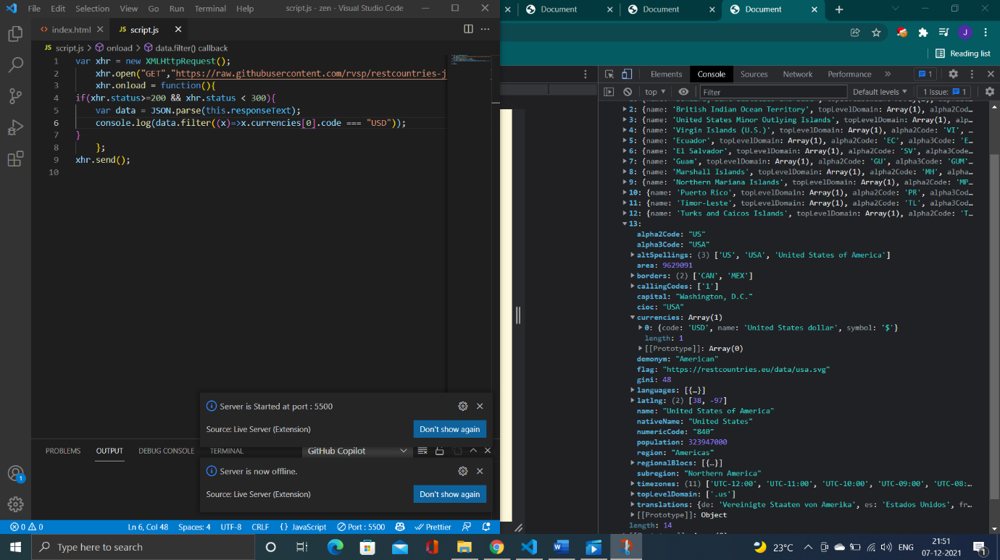 File Edit Selection View Go Run Terminal Help script.js - zen - Visual Studio Code
index.html JS script.js
JS script.js > onload > data.filter() callback
1 var xhr = new XMLHttpRequest();
2 xhr.open("GET","https://raw.githubusercontent.com/rvsp/restcountries-j
3 xhr.onload = function(){
4 if(xhr.status>=200 && xhr.status < 300){
5 var data = JSON.parse(this.responseText);
6 console.log(data.filter((x)=>x.currencies[0].code === "USD"));
7 }
8 };
9 xhr.send();
10
Server is Started at port : 5500
Source: Live Server (Extension) Don't show again
PROBLEMS OUTPUT DEBUG CONSOLE TERMINAL GitHub Copilot
Server is now offline.
Source: Live Server (Extension) Don't show again
1
0 0 Ln 6, Col 48 Spaces: 4 UTF-8 CRLF {} JavaScript Port : 5500 Prettier
Document Document Document
J
Reading list
Elements Console Sources Network Performance » 1
top Filter Default levels 1 Issue: 1
2: {name: 'British Indian Ocean Territory', topLevelDomain: Array(1), alpha2Code…
3: {name: 'United States Minor Outlying Islands', topLevelDomain: Array(1), alp…
4: {name: 'Virgin Islands (U.S.)', topLevelDomain: Array(1), alpha2Code: 'VI', …
5: {name: 'Ecuador', topLevelDomain: Array(1), alpha2Code: 'EC', alpha3Code: 'E…
6: {name: 'El Salvador', topLevelDomain: Array(1), alpha2Code: 'SV', alpha3Code…
7: {name: 'Guam', topLevelDomain: Array(1), alpha2Code: 'GU', alpha3Code: 'GUM'…
8: {name: 'Marshall Islands', topLevelDomain: Array(1), alpha2Code: 'MH', alpha…
9: {name: 'Northern Mariana Islands', topLevelDomain: Array(1), alpha2Code: 'MP…
10: {name: 'Puerto Rico', topLevelDomain: Array(1), alpha2Code: 'PR', alpha3Cod…
11: {name: 'Timor-Leste', topLevelDomain: Array(1), alpha2Code: 'TL', alpha3Cod…
12: {name: 'Turks and Caicos Islands', topLevelDomain: Array(1), alpha2Code: 'T…
13:
alpha2Code: "US"
alpha3Code: "USA"
altSpellings: (3) ['US', 'USA', 'United States of America']
area: 9629091
borders: (2) ['CAN', 'MEX']
callingCodes: ['1']
capital: "Washington, D.C."
cioc: "USA"
currencies: Array(1)
0: {code: 'USD', name: 'United States dollar', symbol: '$'}
length: 1
[[Prototype]]: Array(0)
demonym: "American"
flag: "https://restcountries.eu/data/usa.svg"
gini: 48
languages: [{…}]
latlng: (2) [38, -97]
name: "United States of America"
nativeName: "United States"
numericCode: "840"
population: 323947000
region: "Americas"
regionalBlocs: [{…}]
subregion: "Northern America"
timezones: (11) ['UTC-12:00', 'UTC-11:00', 'UTC-10:00', 'UTC-09:00', 'UTC-08:…
topLevelDomain: ['.us']
translations: {de: 'Vereinigte Staaten von Amerika', es: 'Estados Unidos', fr…
[[Prototype]]: Object
length: 14
Type here to search 23°C ENG 21:51
07-12-2021 1